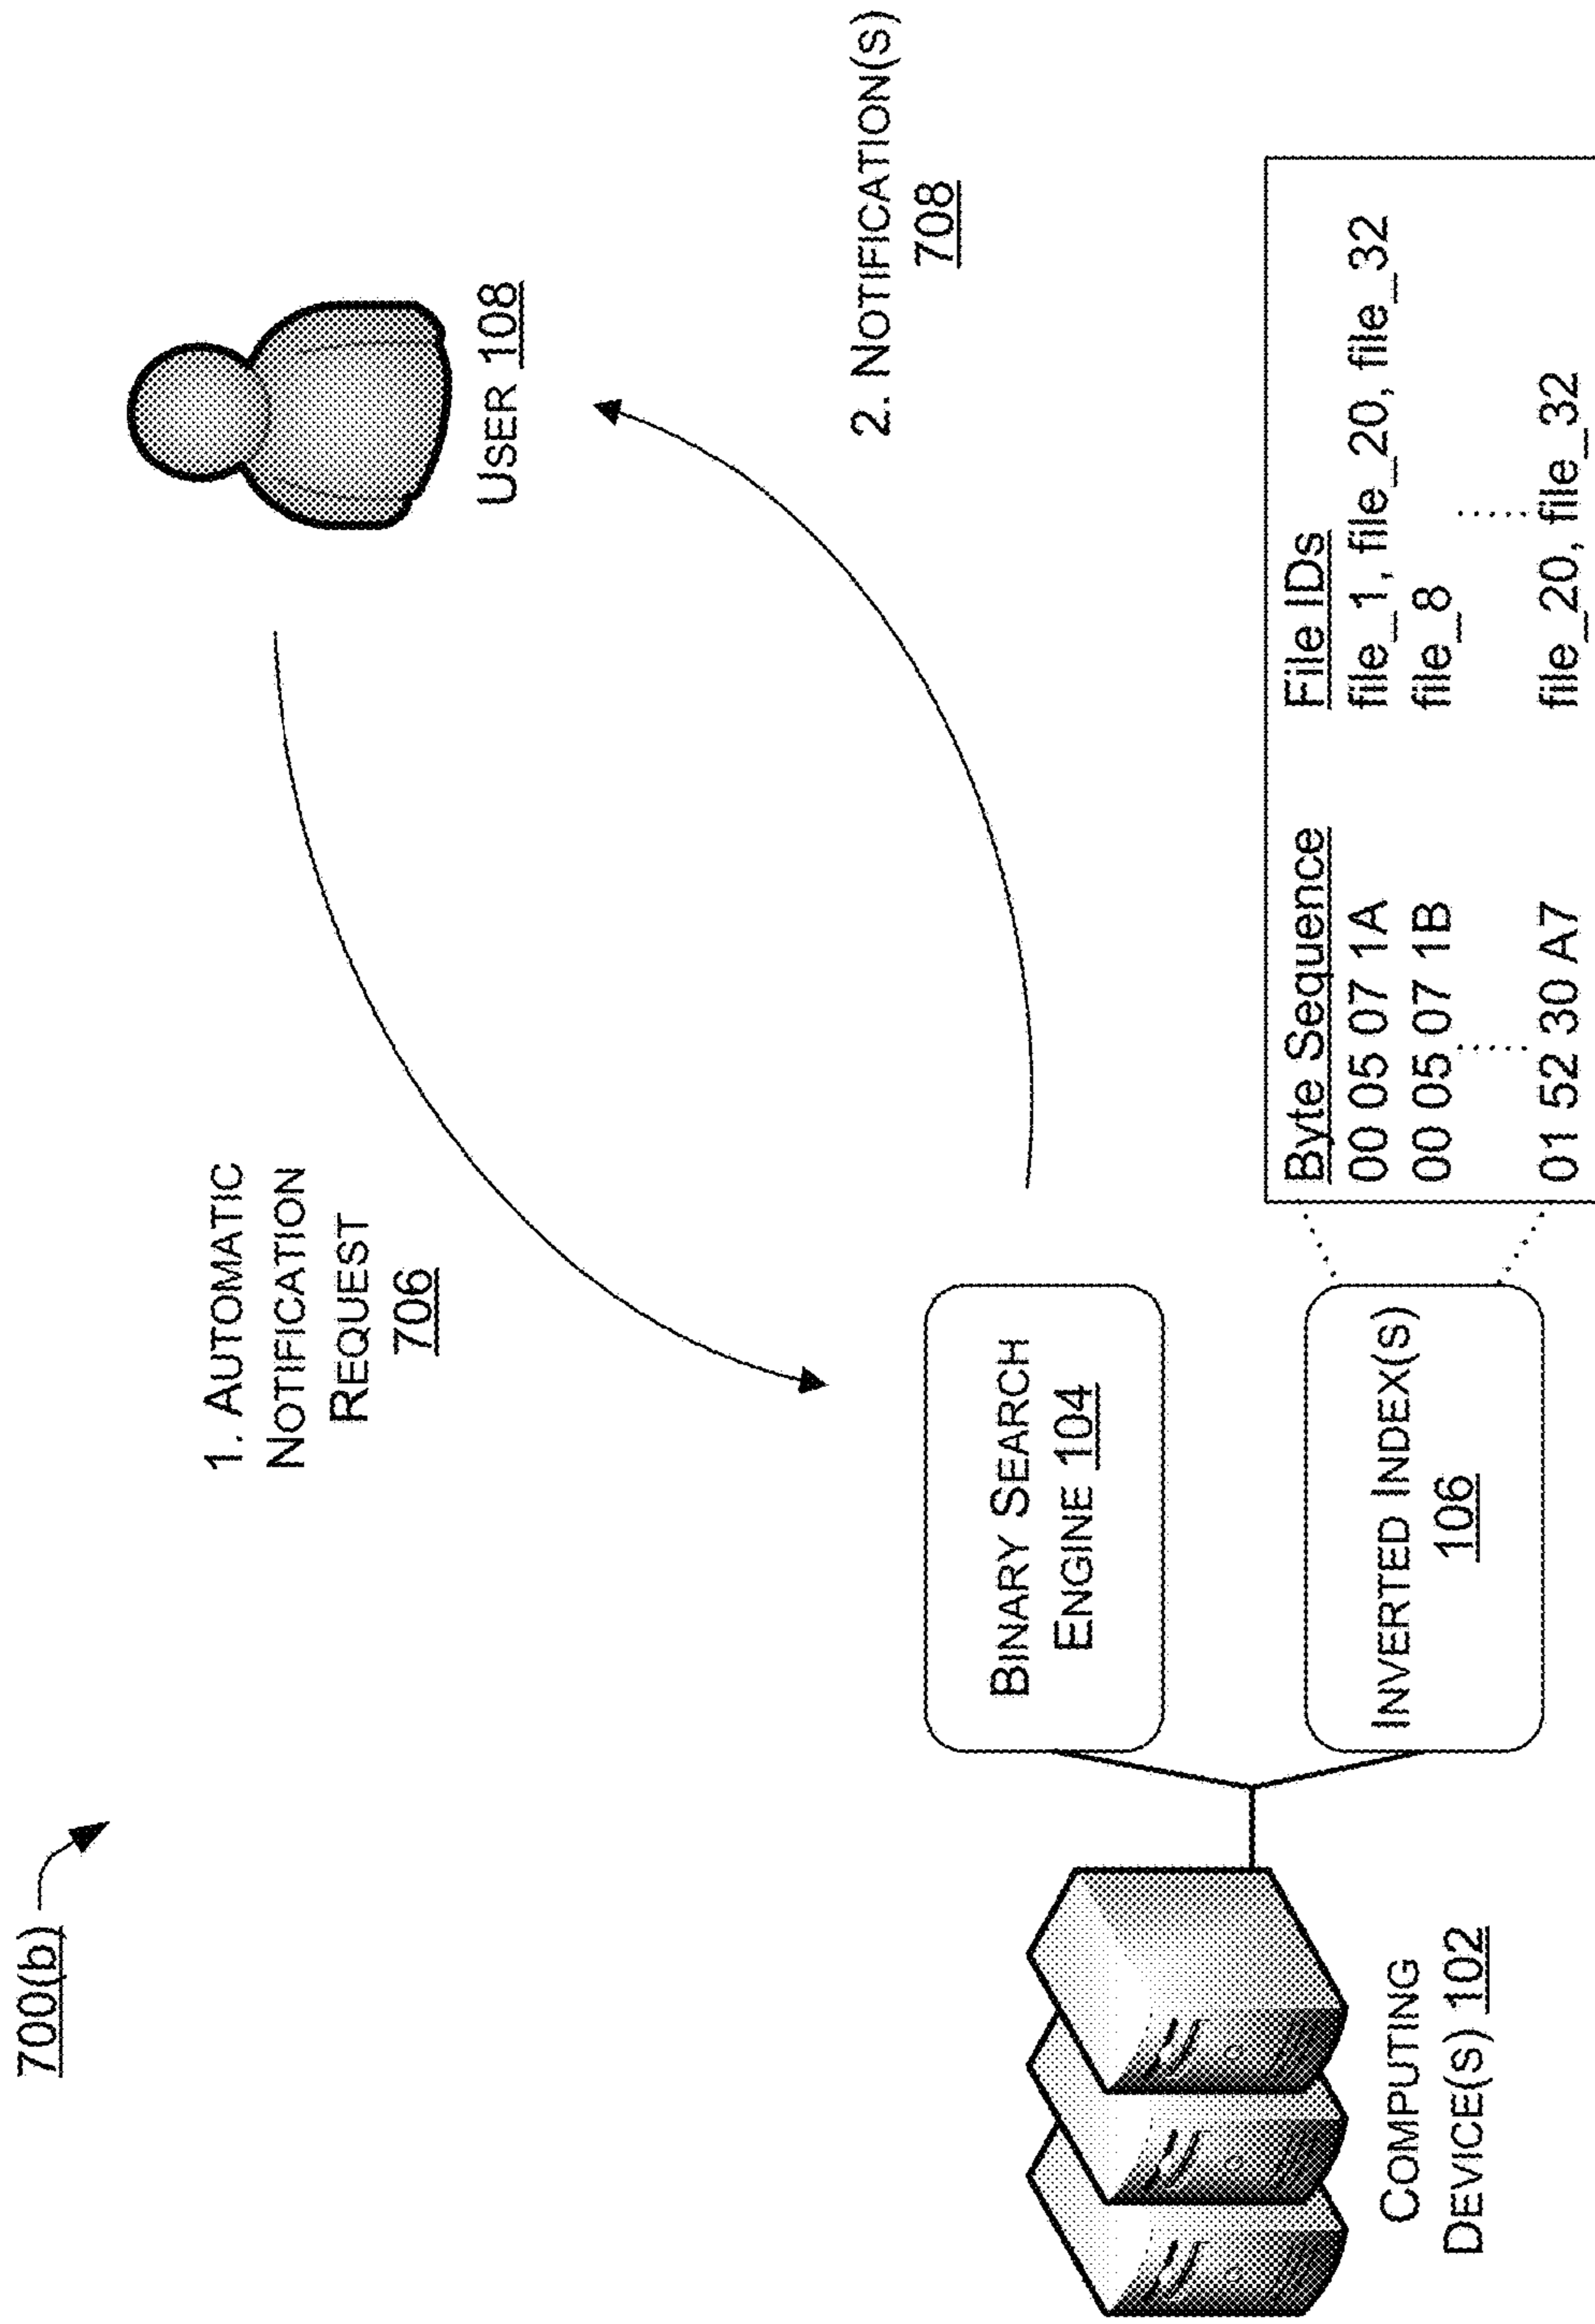 700(b)
1. AUTOMATIC
NOTIFICATION
REQUEST
706
USER 108
2. NOTIFICATION(S)
708
BINARY SEARCH
ENGINE 104
INVERTED INDEX(S)
106
COMPUTING
DEVICE(S) 102
Byte Sequence File IDs
00 05 07 1A file_1, file_20, file_32
00 05 07 1B file_8
01 52 30 A7 file_20, file_32